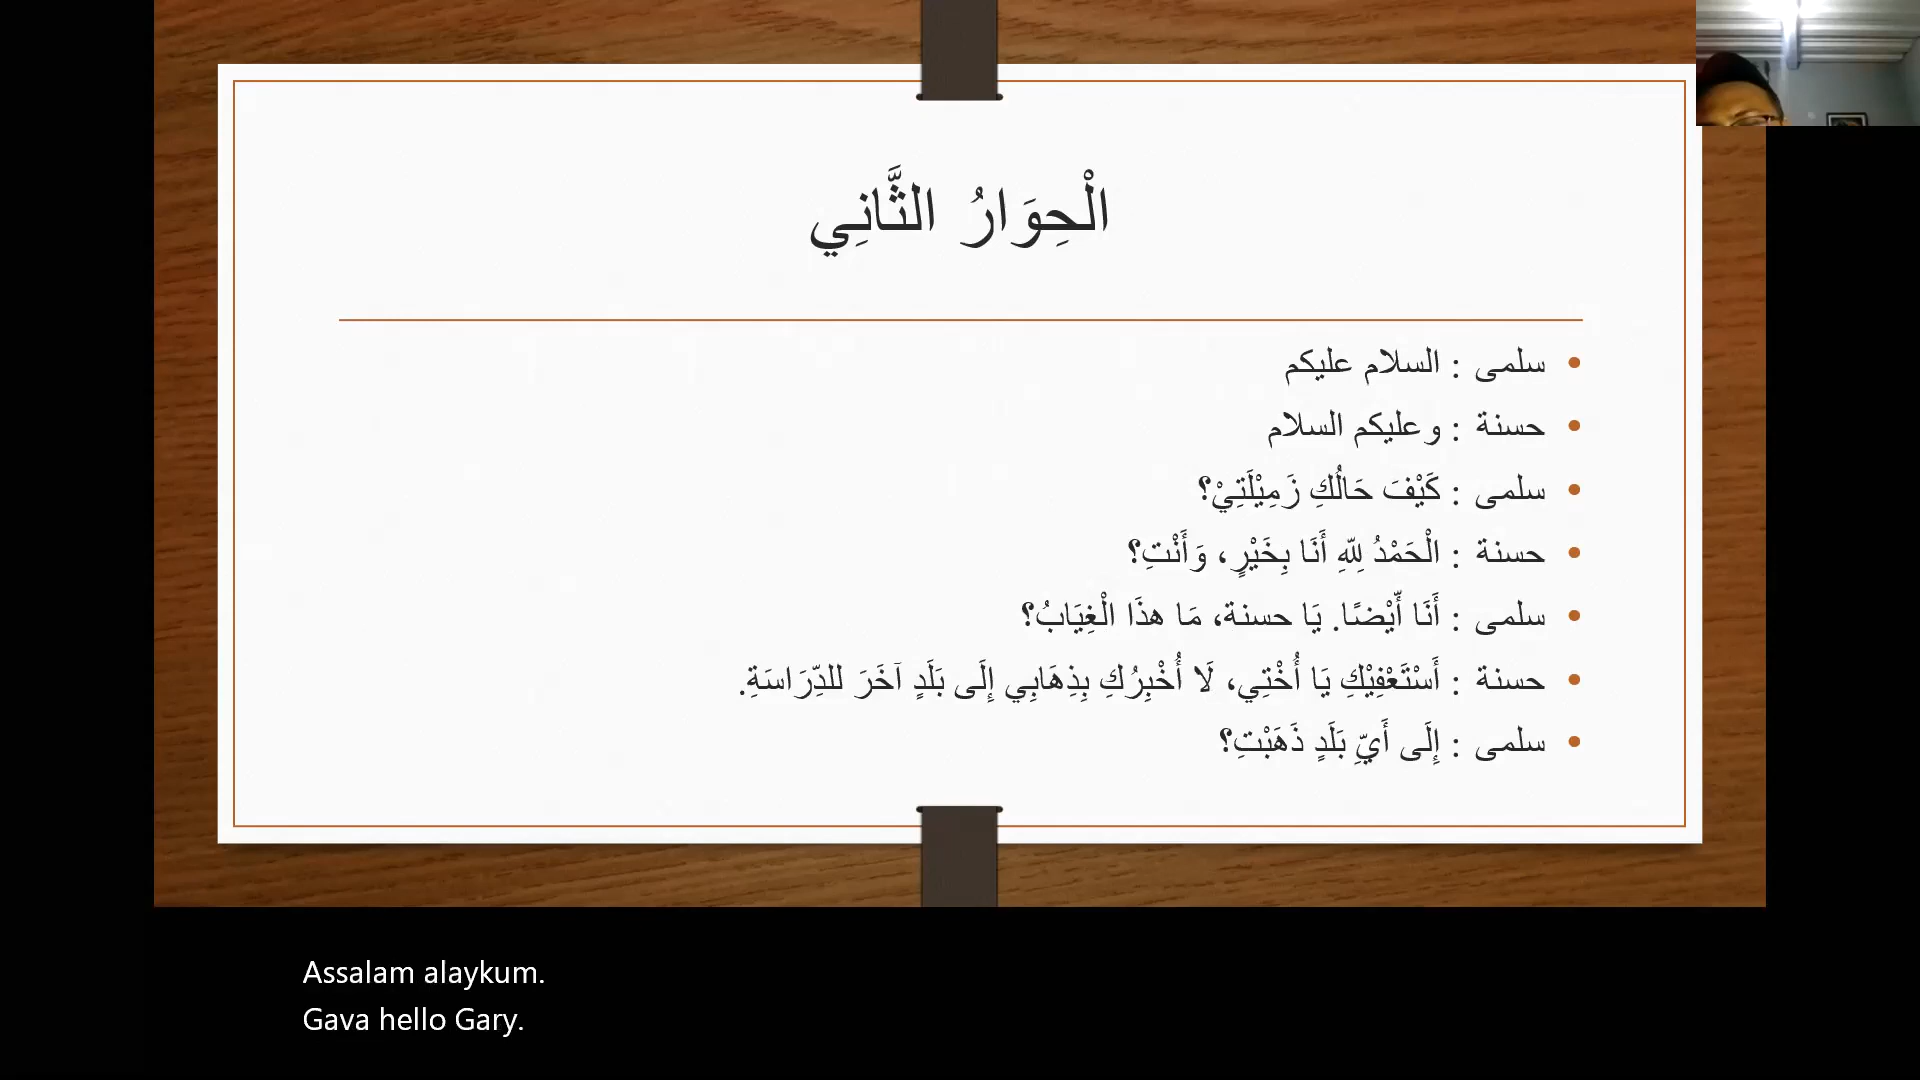 الْحِوَارُ الثَّانِي
• سلمى : السلام عليكم
• حسنة : وعليكم السلام
• سلمى : كَيْفَ حَالُكِ زَمِيْلَتِيْ؟
• حسنة : الْحَمْدُ لِلّٰهِ أَنَا بِخَيْرٍ، وَأَنْتِ؟
• سلمى : أَنَا أَيْضًا. يَا حسنة، مَا هذَا الْغِيَابُ؟
• حسنة : أَسْتَعْفِيْكِ يَا أُخْتِي، لَا أُخْبِرُكِ بِذِهَابِي إِلَى بَلَدٍ آخَرَ للدِّرَاسَةِ.
• سلمى : إِلَى أَيِّ بَلَدٍ ذَهَبْتِ؟
Assalam alaykum.
Gava hello Gary.